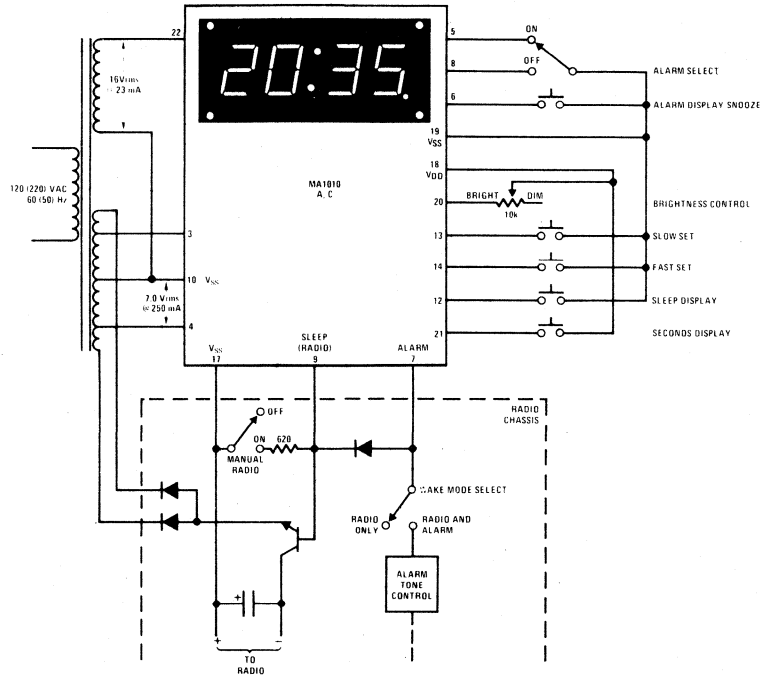 22
20:35.
5
ON
OFF
8
ALARM SELECT
16Vrms
@ 23 mA
6
ALARM DISPLAY SNOOZE
19
VSS
18
VDD
120 (220) VAC
60 (50) Hz
MA1010
A, C
BRIGHT
DIM
20
10k
BRIGHTNESS CONTROL
3
13
SLOW SET
14
FAST SET
10
VSS
7.0 Vrms
@ 250 mA
12
SLEEP DISPLAY
4
21
SECONDS DISPLAY
SLEEP
(RADIO)
VSS
ALARM
17
9
7
RADIO
CHASSIS
OFF
ON
620
MANUAL
RADIO
WAKE MODE SELECT
RADIO
ONLY
RADIO AND
ALARM
ALARM
TONE
CONTROL
+
+
−
TO
RADIO